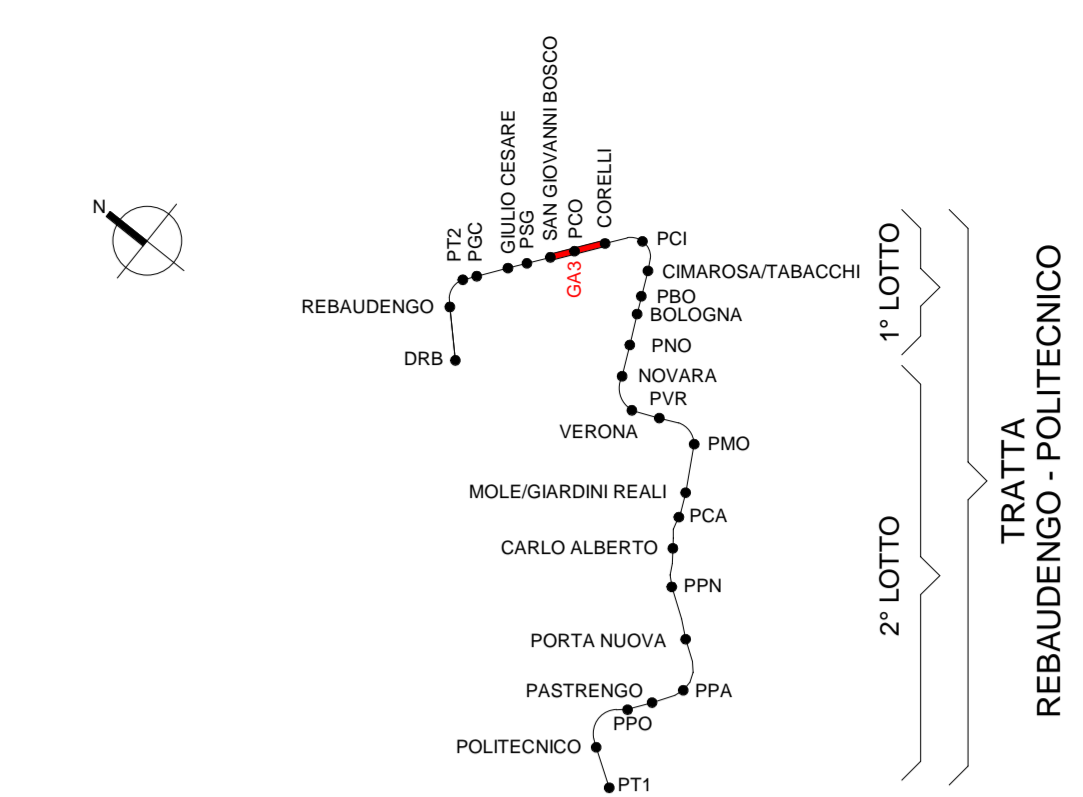 N
PT2
PGC
GIULIO CESARE
PSG
SAN GIOVANNI BOSCO
PCO
CORELLI
GA3
PCI
REBAUDENGO
DRB
CIMAROSA/TABACCHI
PBO
BOLOGNA
PNO
NOVARA
PVR
VERONA
PMO
MOLE/GIARDINI REALI
PCA
CARLO ALBERTO
PPN
PORTA NUOVA
PASTRENGO
PPA
PPO
POLITECNICO
PT1
1° LOTTO
2° LOTTO
TRATTA
REBAUDENGO - POLITECNICO